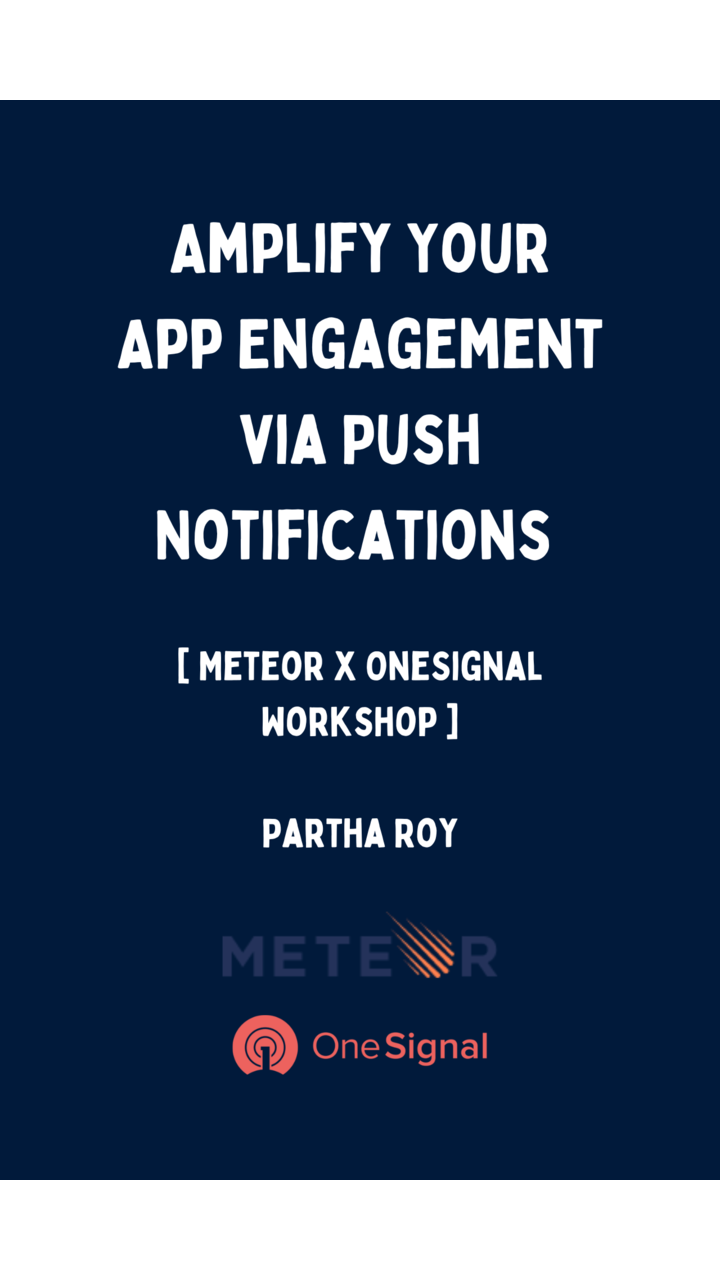 AMPLIFY YOUR
APP ENGAGEMENT
VIA PUSH
NOTIFICATIONS
[ METEOR X ONESIGNAL
WORKSHOP ]
PARTHA ROY
METEOR
OneSignal